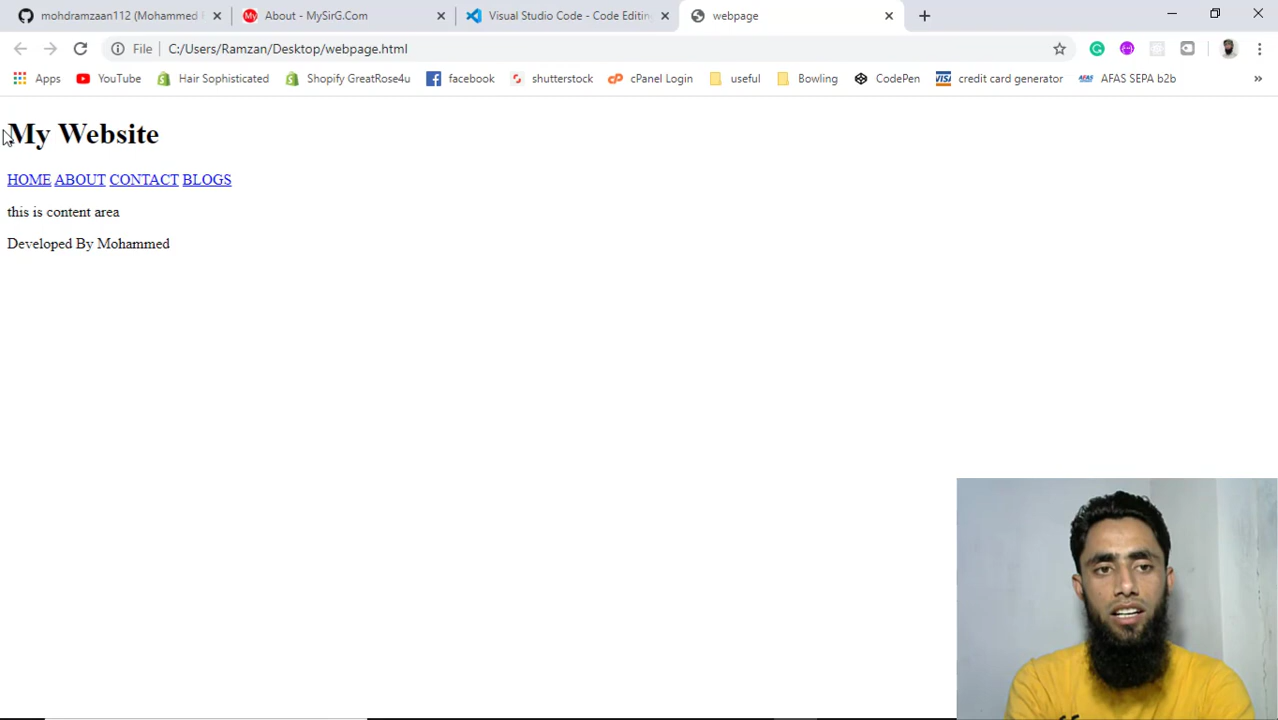 mohdramzaan112 (Mohammed
About - MySirG.Com
Visual Studio Code - Code Editin
webpage
File
C:/Users/Ramzan/Desktop/webpage.html
Apps
YouTube
Hair Sophisticated
Shopify GreatRose4u
facebook
shutterstock
cPanel Login
useful
Bowling
CodePen
VISA
credit card generator
AFAS
AFAS SEPA b2b
My Website
HOME ABOUT CONTACT BLOGS
this is content area
Developed By Mohammed